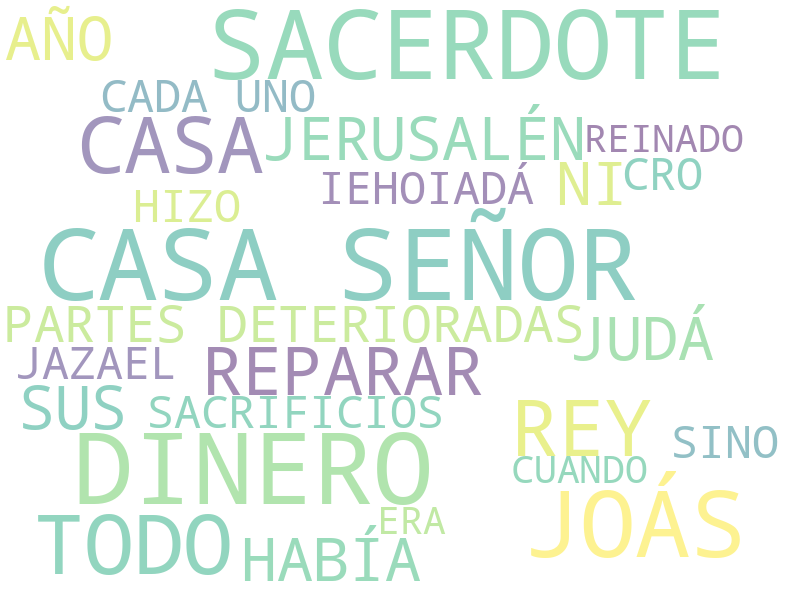 AÑO
SACERDOTE
CADA UNO
CASA
JERUSALÉN
REINADO
IEHOIADÁ
NI
CRO
HIZO
CASA SEÑOR
PARTES DETERIORADAS
JUDÁ
JAZAEL
REPARAR
SUS
SACRIFICIOS
REY
SINO
DINERO
CUANDO
JOÁS
TODO
ERA
HABÍA